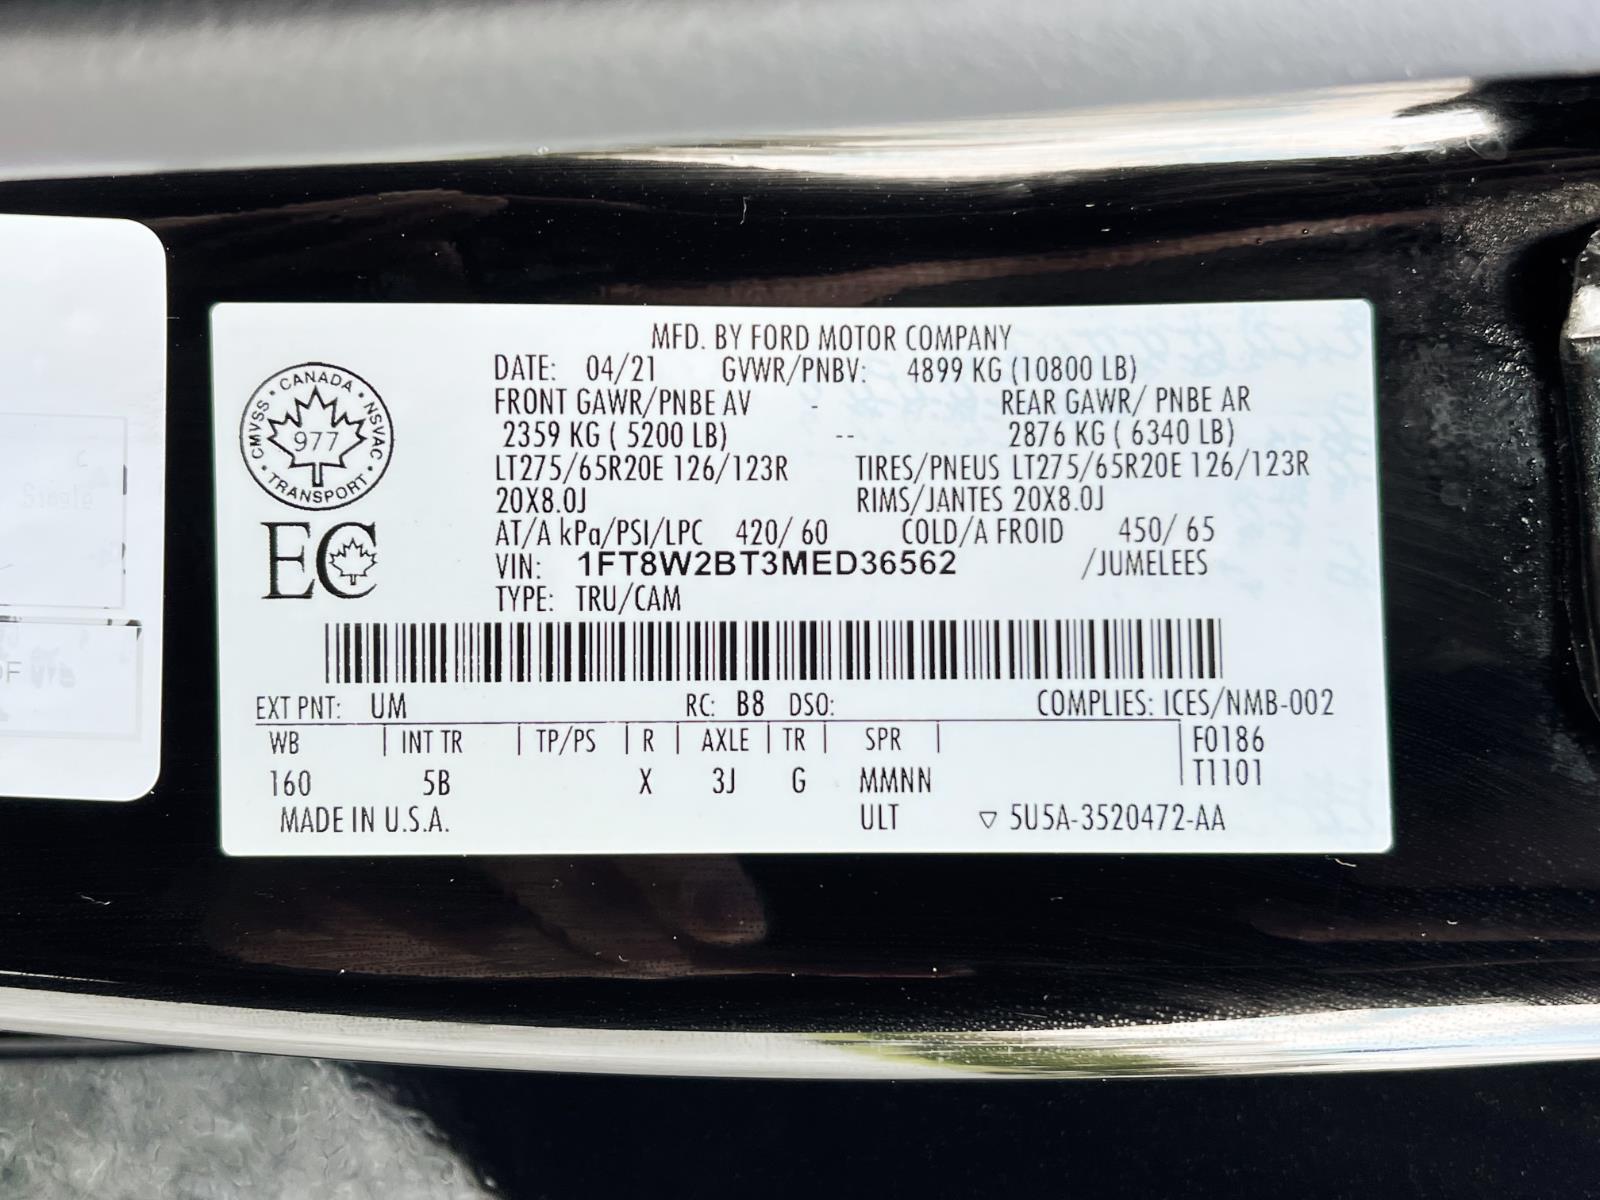 MFD. BY FORD MOTOR COMPANY
DATE: 04/21 GVWR/PNBV: 4899 KG (10800 LB)
FRONT GAWR/PNBE AV - REAR GAWR/ PNBE AR
2359 KG ( 5200 LB) -- 2876 KG ( 6340 LB)
LT275/65R20E 126/123R TIRES/PNEUS LT275/65R20E 126/123R
20X8.0J RIMS/JANTES 20X8.0J
AT/A kPa/PSI/LPC 420/ 60 COLD/A FROID 450/ 65
VIN: 1FT8W2BT3MED36562 /JUMELEES
TYPE: TRU/CAM
CANADA · NSVAC · TRANSPORT · CMVSS ·
977
EC
EXT PNT: UM RC: B8 DSO: COMPLIES: ICES/NMB-002
WB | INT TR | TP/PS | R | AXLE | TR | SPR | F0186
160 5B X 3J G MMNN T1101
MADE IN U.S.A. ULT ▽ 5U5A-3520472-AA
C
Single